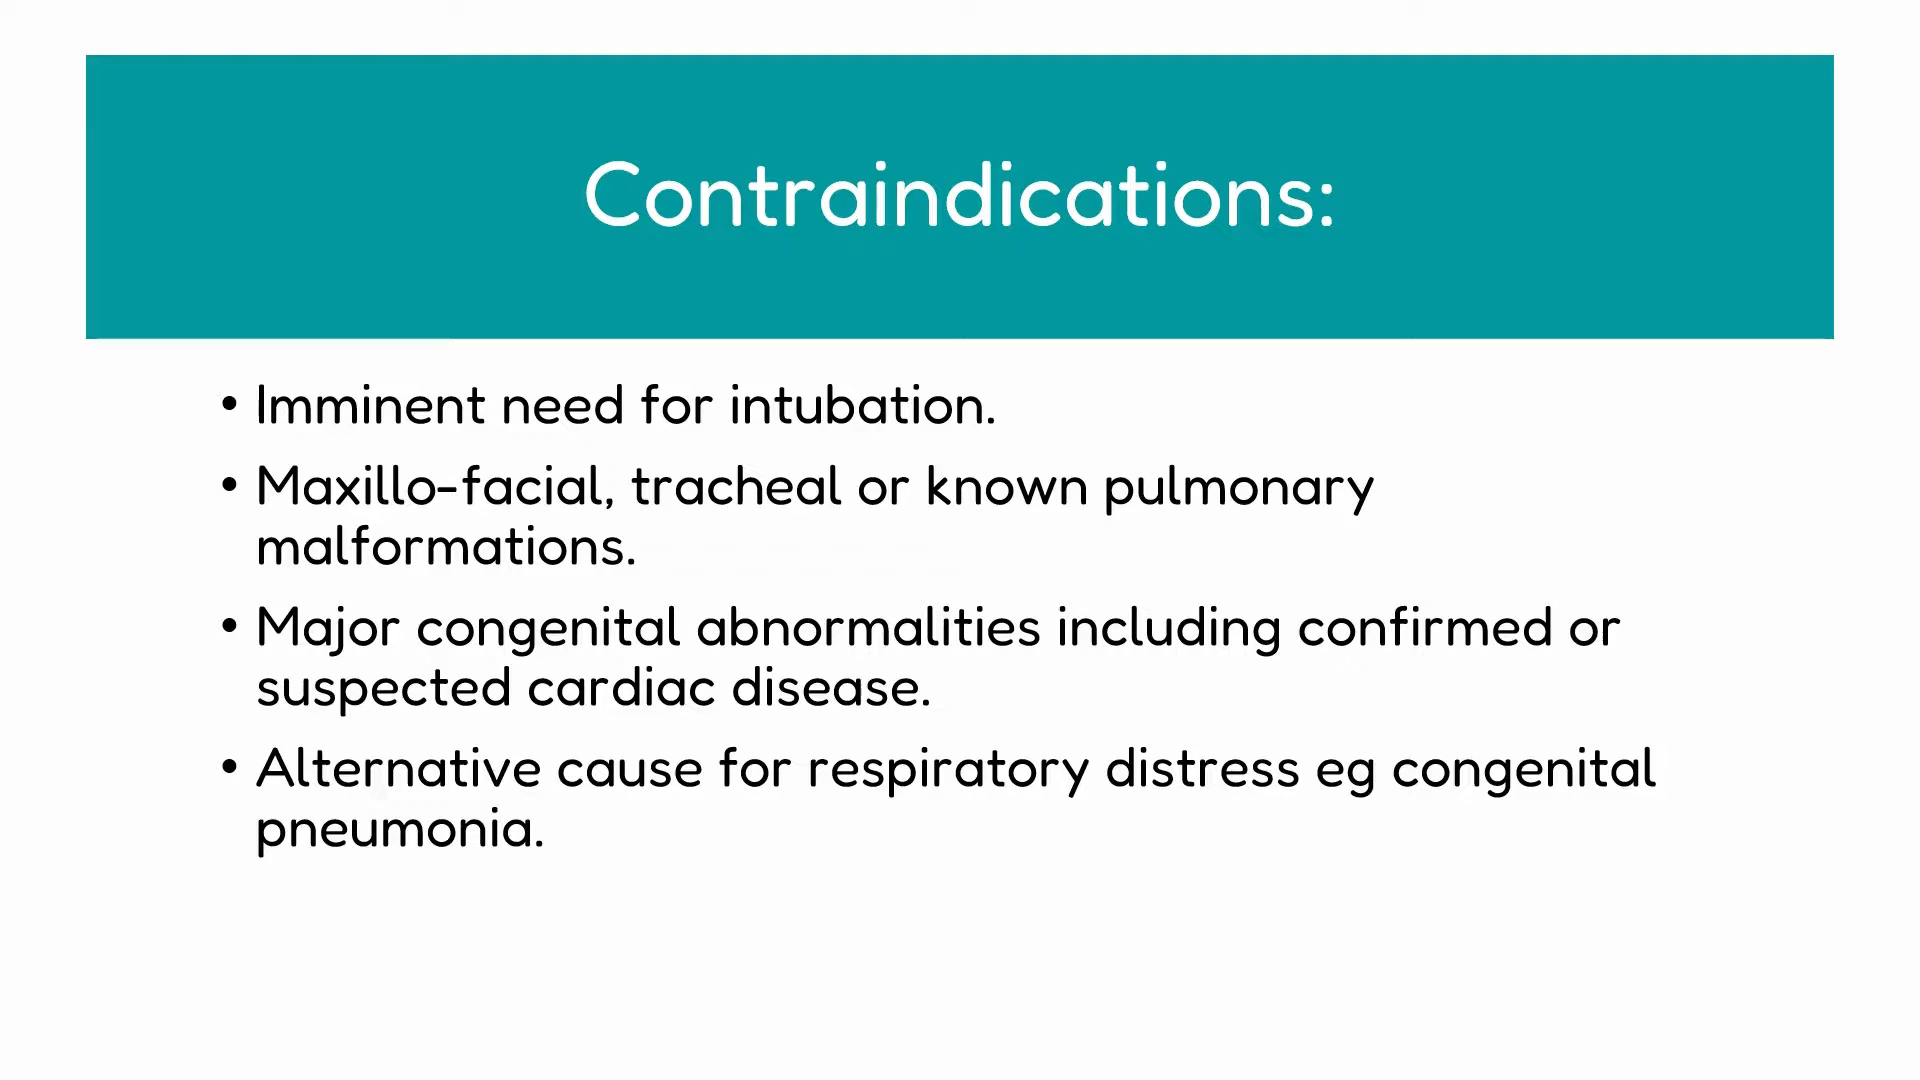 Contraindications:
• Imminent need for intubation.
• Maxillo-facial, tracheal or known pulmonary
malformations.
• Major congenital abnormalities including confirmed or
suspected cardiac disease.
• Alternative cause for respiratory distress eg congenital
pneumonia.